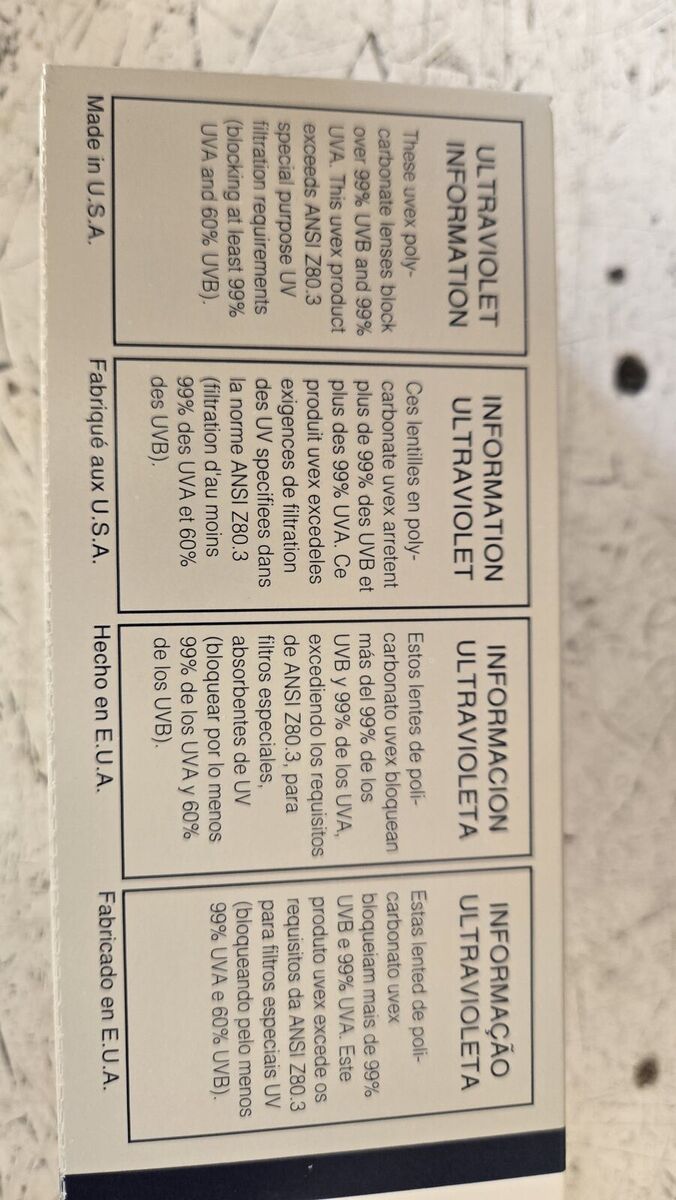 ULTRAVIOLET
INFORMATION
These uvex poly-
carbonate lenses block
over 99% UVB and 99%
UVA. This uvex product
exceeds ANSI Z80.3
special purpose UV
filtration requirements
(blocking at least 99%
UVA and 60% UVB).
Made in U.S.A.
INFORMATION
ULTRAVIOLET
Ces lentilles en poly-
carbonate uvex arretent
plus de 99% des UVB et
plus des 99% UVA. Ce
produit uvex excedeles
exigences de filtration
des UV specifiees dans
la norme ANSI Z80.3
(filtration d'au moins
99% des UVA et 60%
des UVB).
Fabriqué aux U.S.A.
INFORMACION
ULTRAVIOLETA
Estos lentes de poli-
carbonato uvex bloquean
más del 99% de los
UVB y 99% de los UVA,
excediendo los requisitos
de ANSI Z80.3, para
filtros especiales,
absorbentes de UV
(bloquear por lo menos
99% de los UVA y 60%
de los UVB).
Hecho en E.U.A.
INFORMAÇÃO
ULTRAVIOLETA
Estas lented de poli-
carbonato uvex
bloqueiam mais de 99%
UVB e 99% UVA. Este
produto uvex excede os
requisitos da ANSI Z80.3
para filtros especiais UV
(bloqueando pelo menos
99% UVA e 60% UVB).
Fabricado en E.U.A.